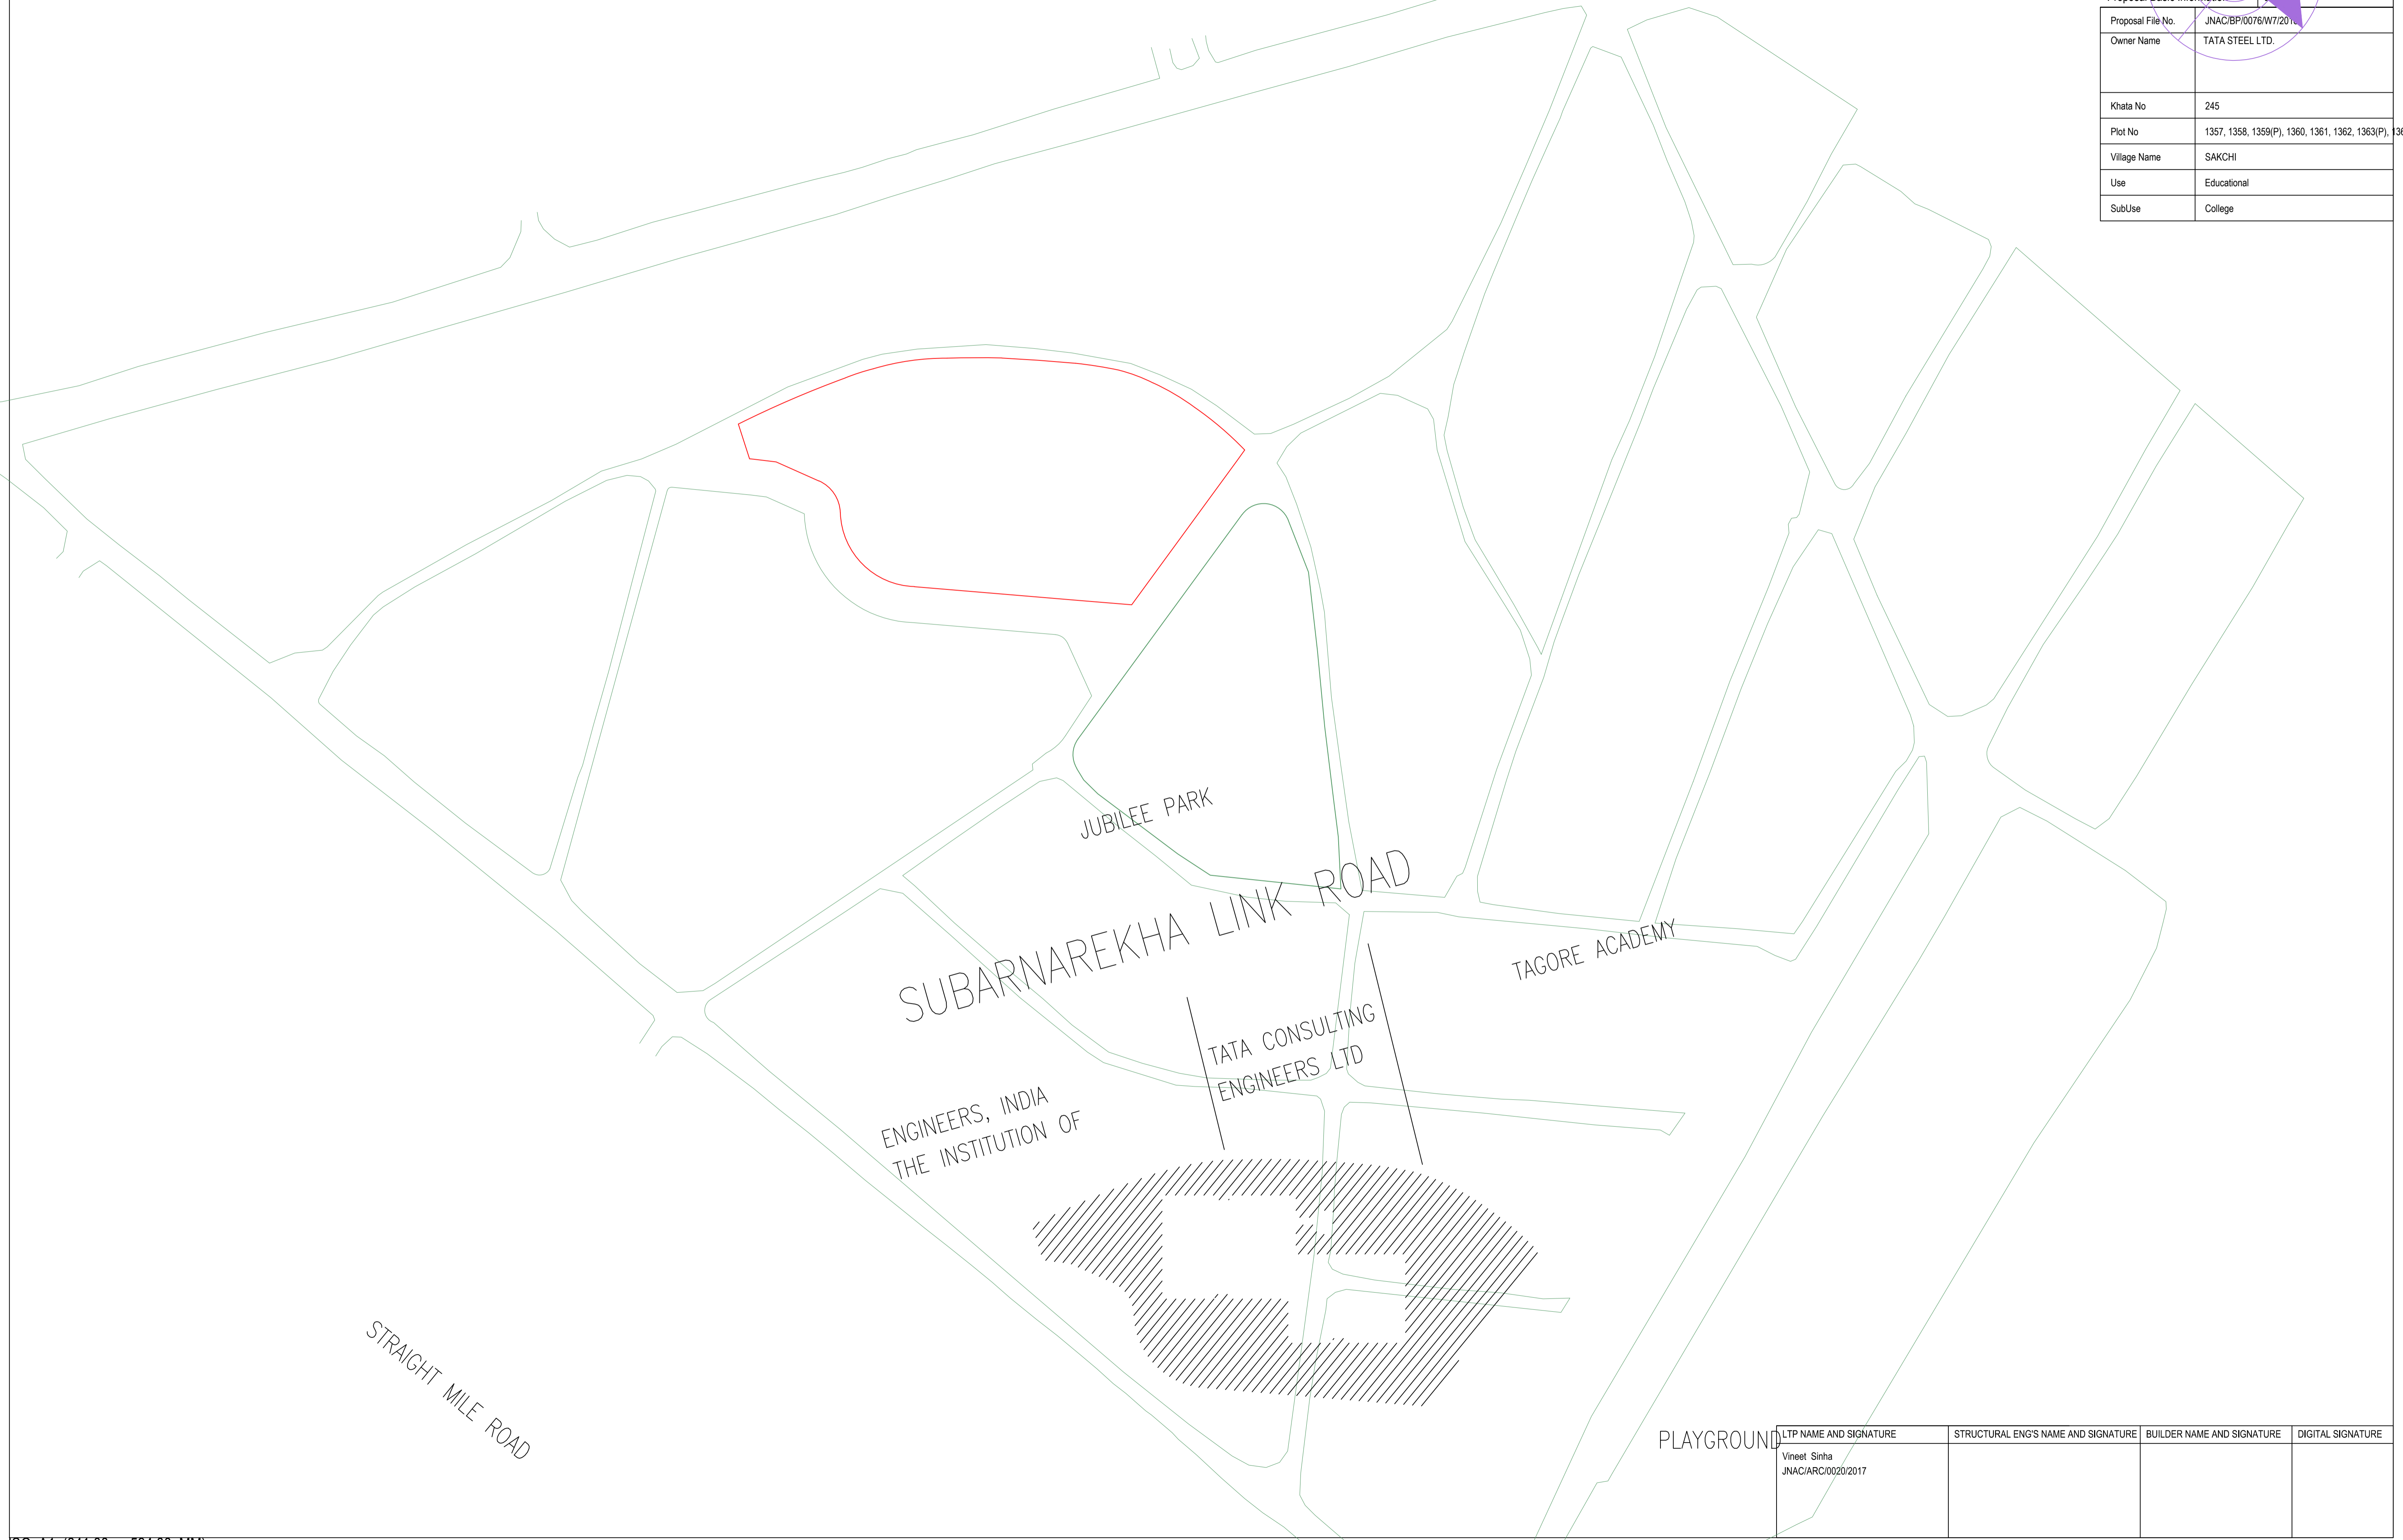 Proposal File No. JNAC/BP/0076/W7/2018
Owner Name TATA STEEL LTD.
Khata No 245
Plot No 1357, 1358, 1359(P), 1360, 1361, 1362, 1363(P),
Village Name SAKCHI
Use Educational
SubUse College
JUBILEE PARK
SUBARNAREKHA LINK ROAD
TAGORE ACADEMY
TATA CONSULTING
ENGINEERS LTD
ENGINEERS, INDIA
THE INSTITUTION OF
STRAIGHT MILE ROAD
PLAYGROUND
LTP NAME AND SIGNATURE STRUCTURAL ENG'S NAME AND SIGNATURE BUILDER NAME AND SIGNATURE DIGITAL SIGNATURE
Vineet Sinha
JNAC/ARC/0020/2017